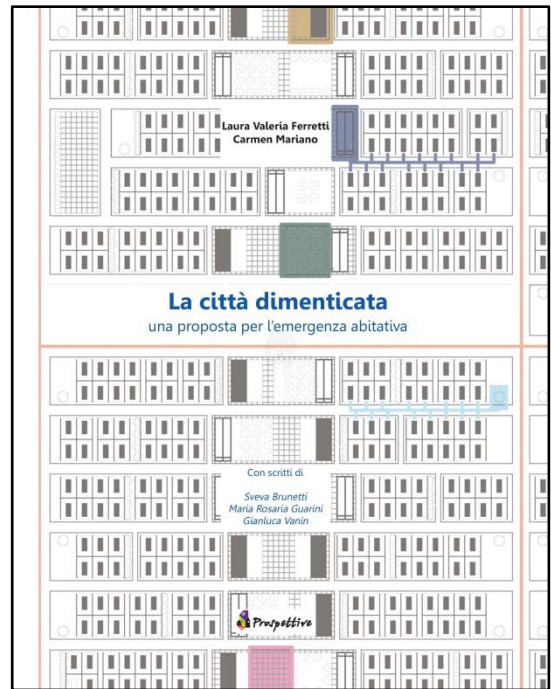 Laura Valeria Ferretti
Carmen Mariano
La città dimenticata
una proposta per l'emergenza abitativa
Con scritti di
Sveva Brunetti
Maria Rosaria Guarini
Gianluca Vanin
Prospettive